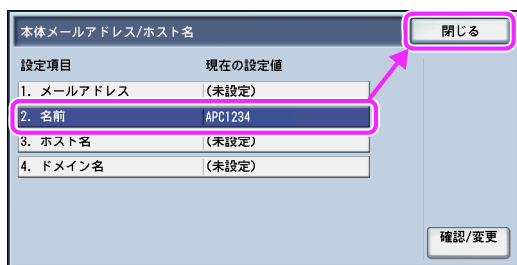 本体メールアドレス/ホスト名 閉じる
設定項目 現在の設定値
1. メールアドレス (未設定)
2. 名前 APC1234
3. ホスト名 (未設定)
4. ドメイン名 (未設定)
確認/変更